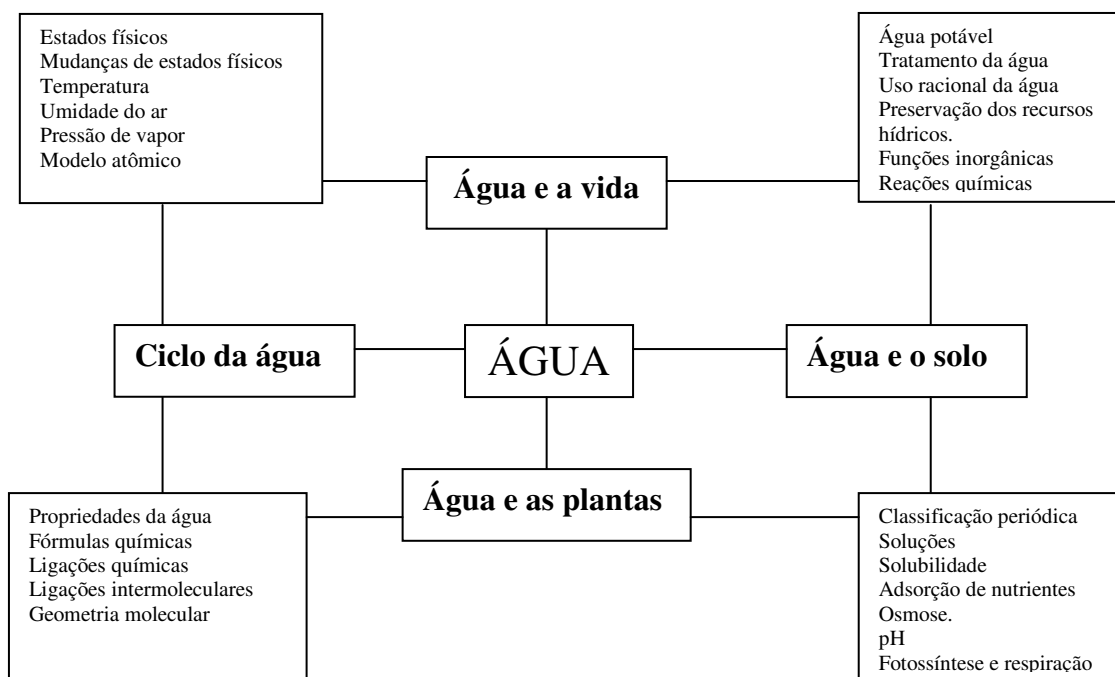 Estados físicos
Mudanças de estados físicos
Temperatura
Umidade do ar
Pressão de vapor
Modelo atômico
Água potável
Tratamento da água
Uso racional da água
Preservação dos recursos
hídricos.
Funções inorgânicas
Reações químicas
Água e a vida
Ciclo da água
ÁGUA
Água e o solo
Água e as plantas
Propriedades da água
Fórmulas químicas
Ligações químicas
Ligações intermoleculares
Geometria molecular
Classificação periódica
Soluções
Solubilidade
Adsorção de nutrientes
Osmose.
pH
Fotossíntese e respiração